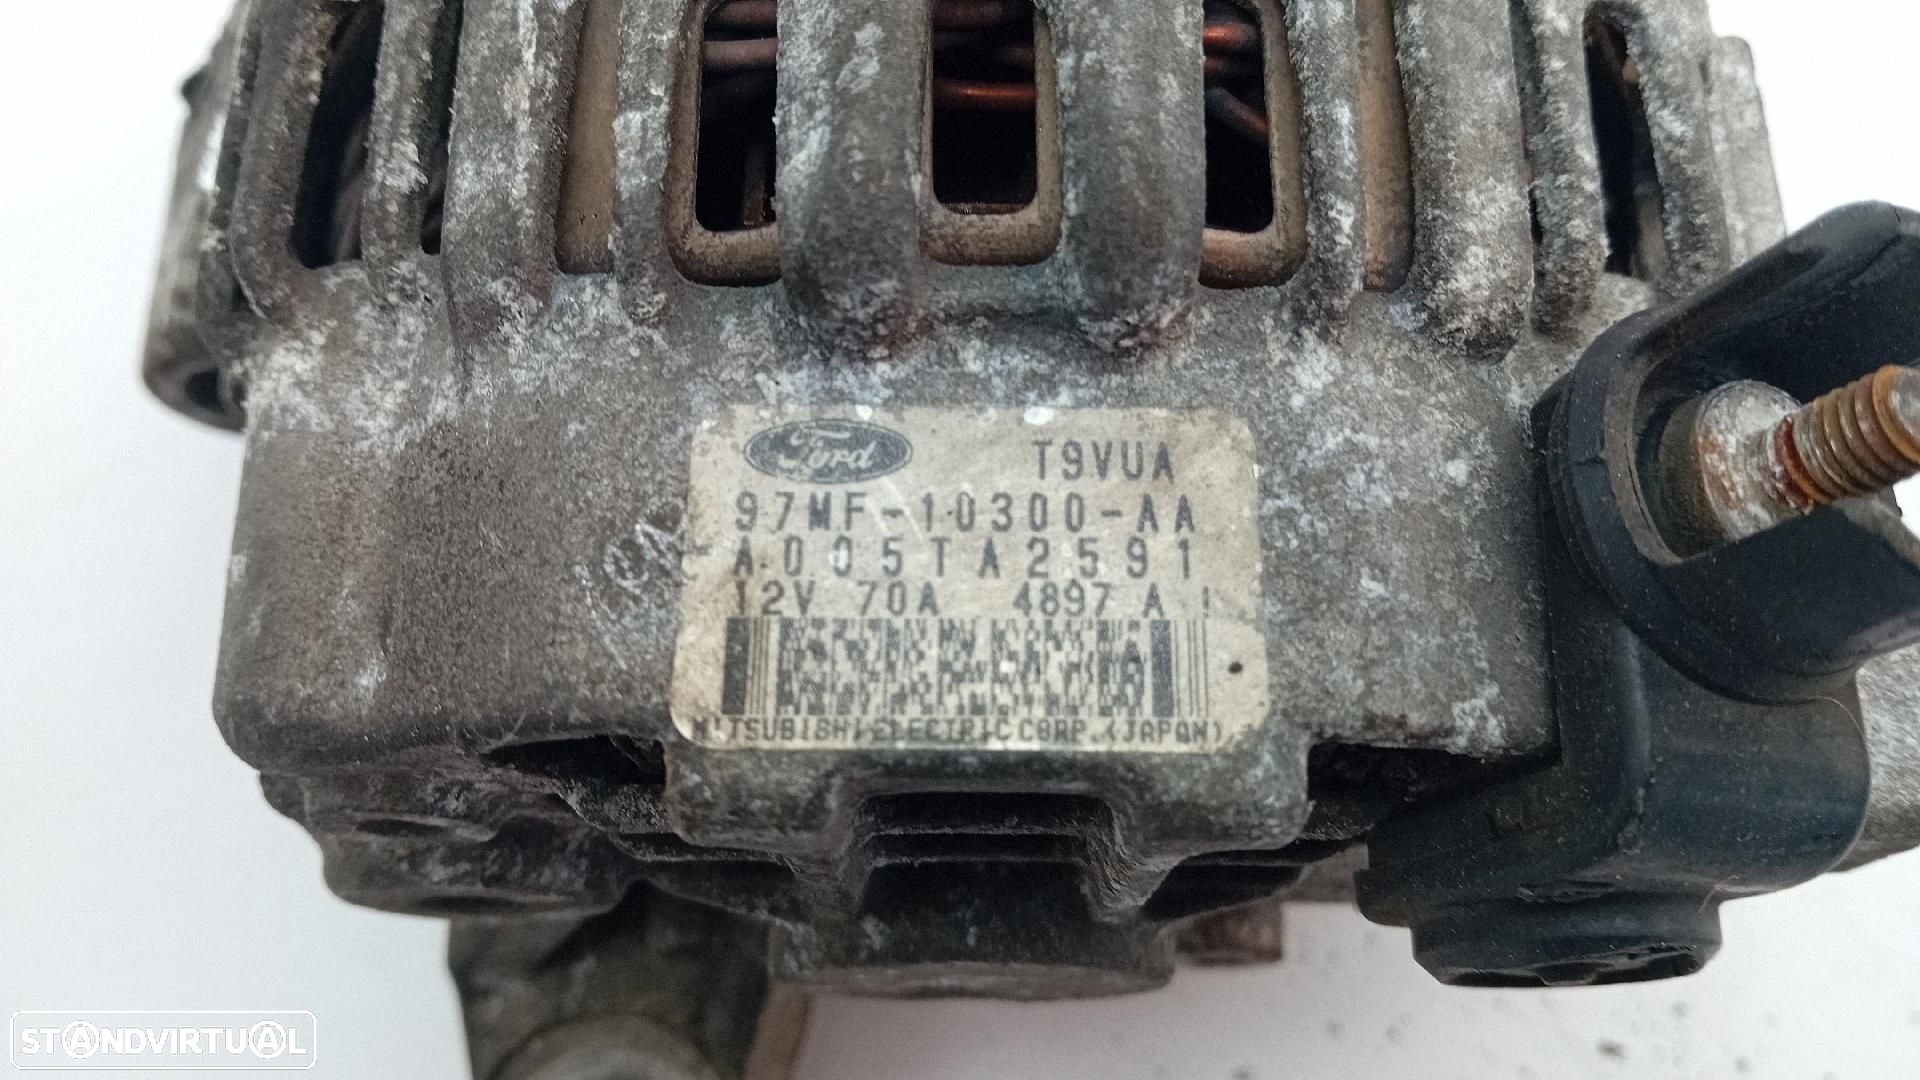 Ford T9VUA
97MF-10300-AA
A005TA2591
12V 70A 4897 A
MITSUBISHI ELECTRIC CORP. (JAPAN)
STANDVIRTUAL